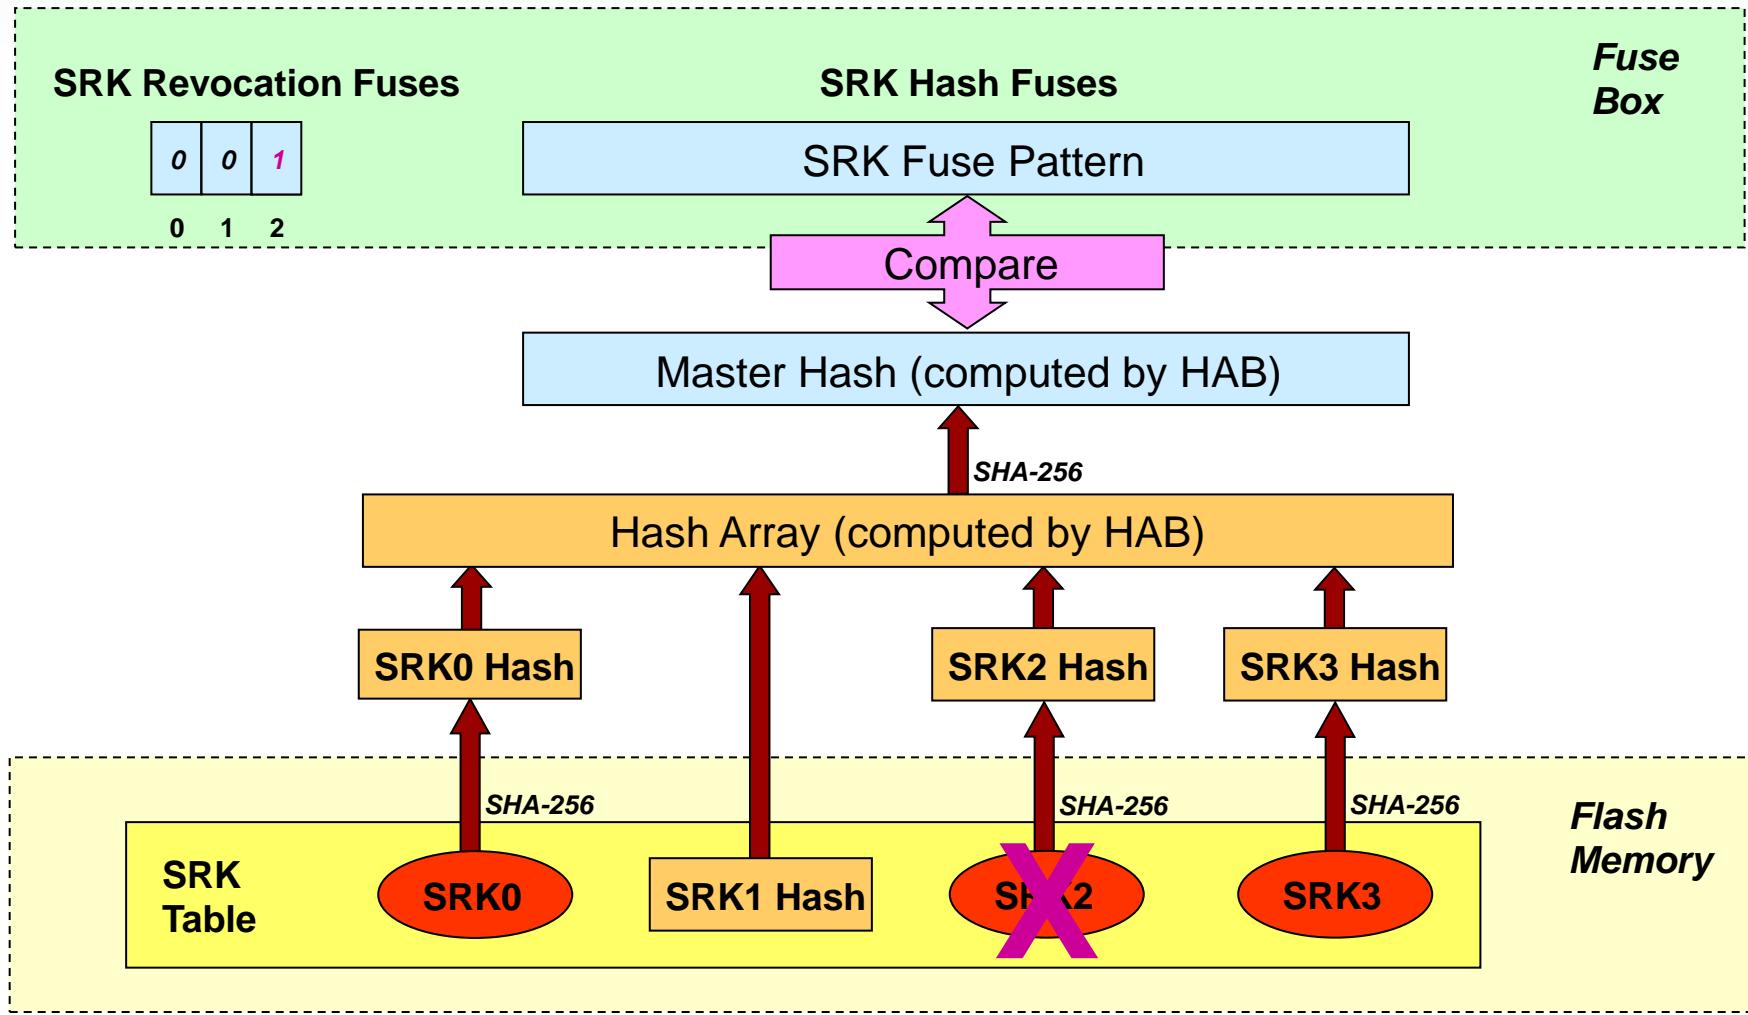 SRK Revocation Fuses
SRK Hash Fuses
Fuse
Box
0 0 1
0 1 2
SRK Fuse Pattern
Compare
Master Hash (computed by HAB)
SHA-256
Hash Array (computed by HAB)
SRK0 Hash
SRK2 Hash
SRK3 Hash
SHA-256
SHA-256
SHA-256
Flash
Memory
SRK
Table
SRK0
SRK1 Hash
SRK2
X
SRK3